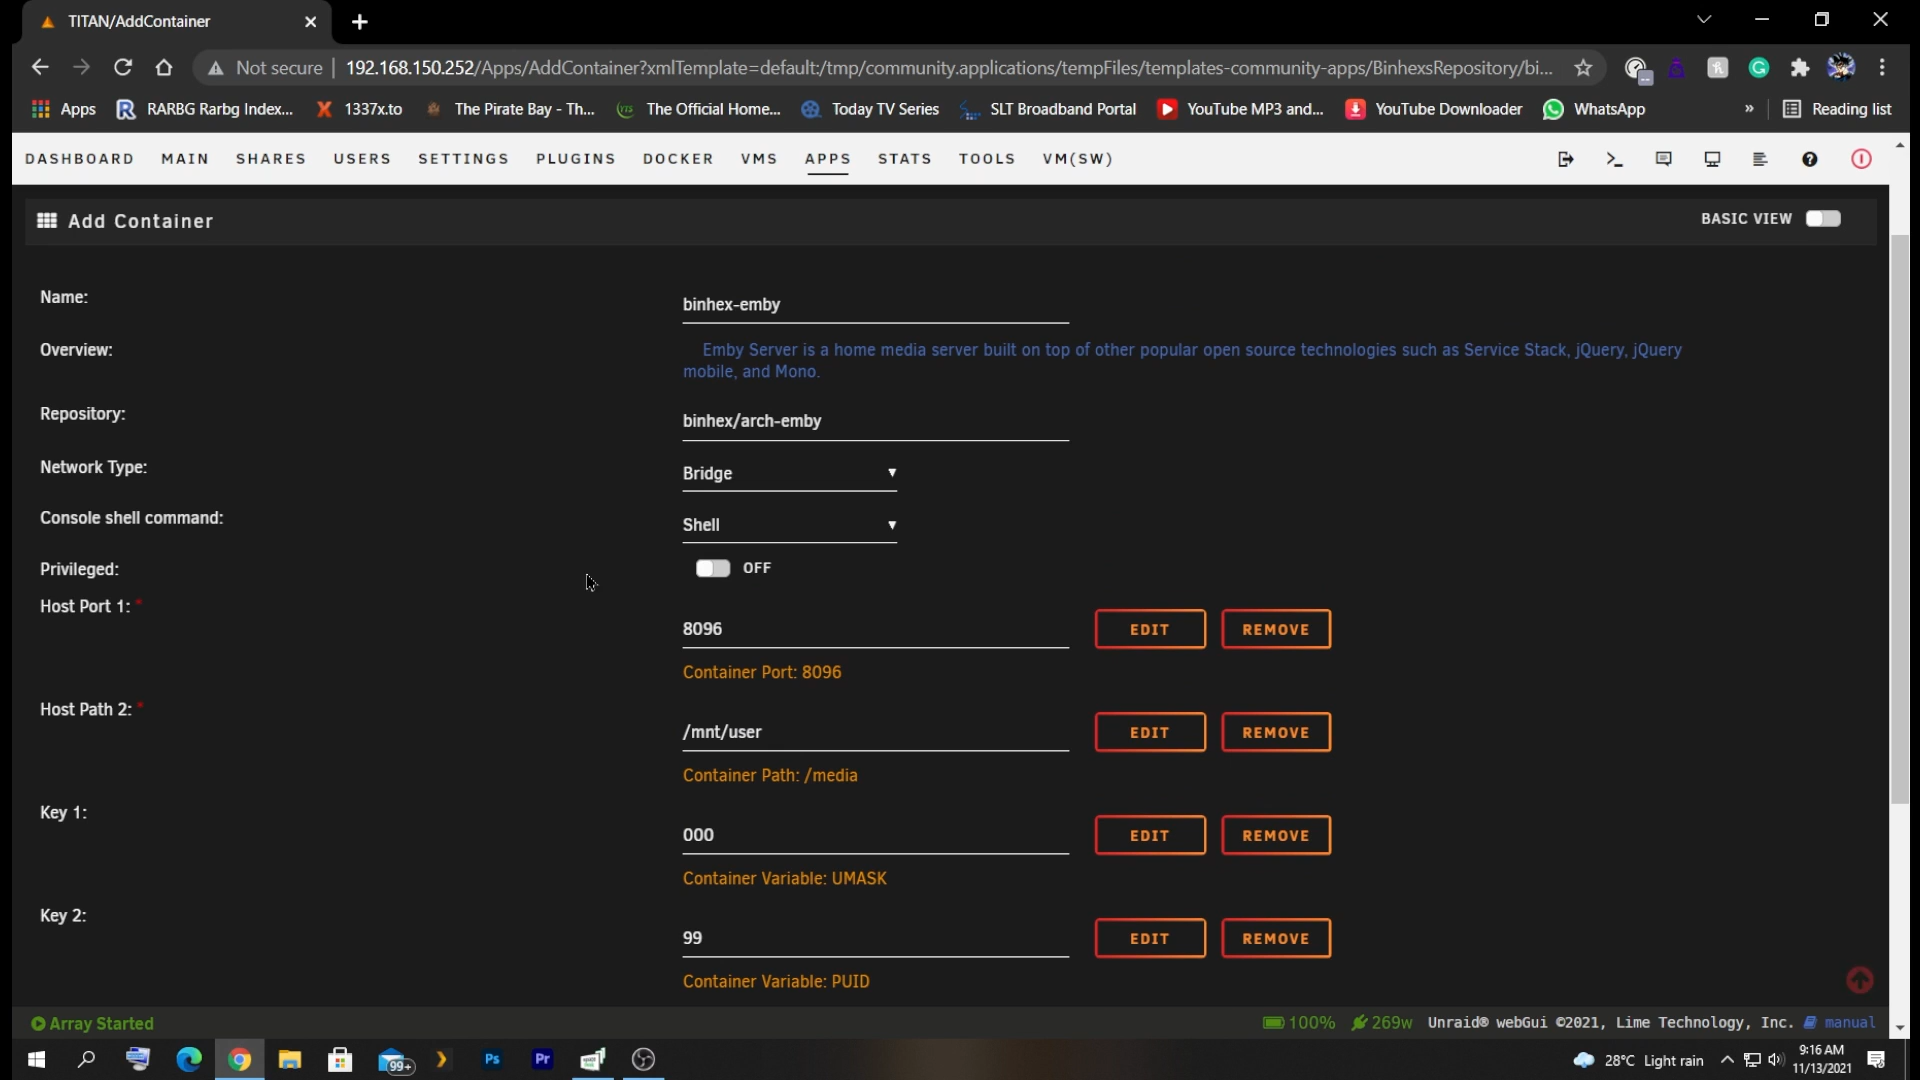 TITAN/AddContainer
Not secure
192.168.150.252/Apps/AddContainer?xmlTemplate=default:/tmp/community.applications/tempFiles/templates-community-apps/BinhexsRepository/bi...
Apps
RARBG Rarbg Index...
1337x.to
The Pirate Bay - Th...
The Official Home...
Today TV Series
SLT Broadband Portal
YouTube MP3 and...
YouTube Downloader
WhatsApp
»
Reading list
DASHBOARD MAIN SHARES USERS SETTINGS PLUGINS DOCKER VMS APPS STATS TOOLS VM(SW)
Add Container
BASIC VIEW
Name:
binhex-emby
Overview:
Emby Server is a home media server built on top of other popular open source technologies such as Service Stack, jQuery, jQuery
mobile, and Mono.
Repository:
binhex/arch-emby
Network Type:
Bridge
Console shell command:
Shell
Privileged:
OFF
Host Port 1: *
8096
EDIT REMOVE
Container Port: 8096
Host Path 2: *
/mnt/user
EDIT REMOVE
Container Path: /media
Key 1:
000
EDIT REMOVE
Container Variable: UMASK
Key 2:
99
EDIT REMOVE
Container Variable: PUID
Array Started
100% 269w Unraid® webGui ©2021, Lime Technology, Inc. manual
99+
Ps
Pr
28°C Light rain
9:16 AM
11/13/2021